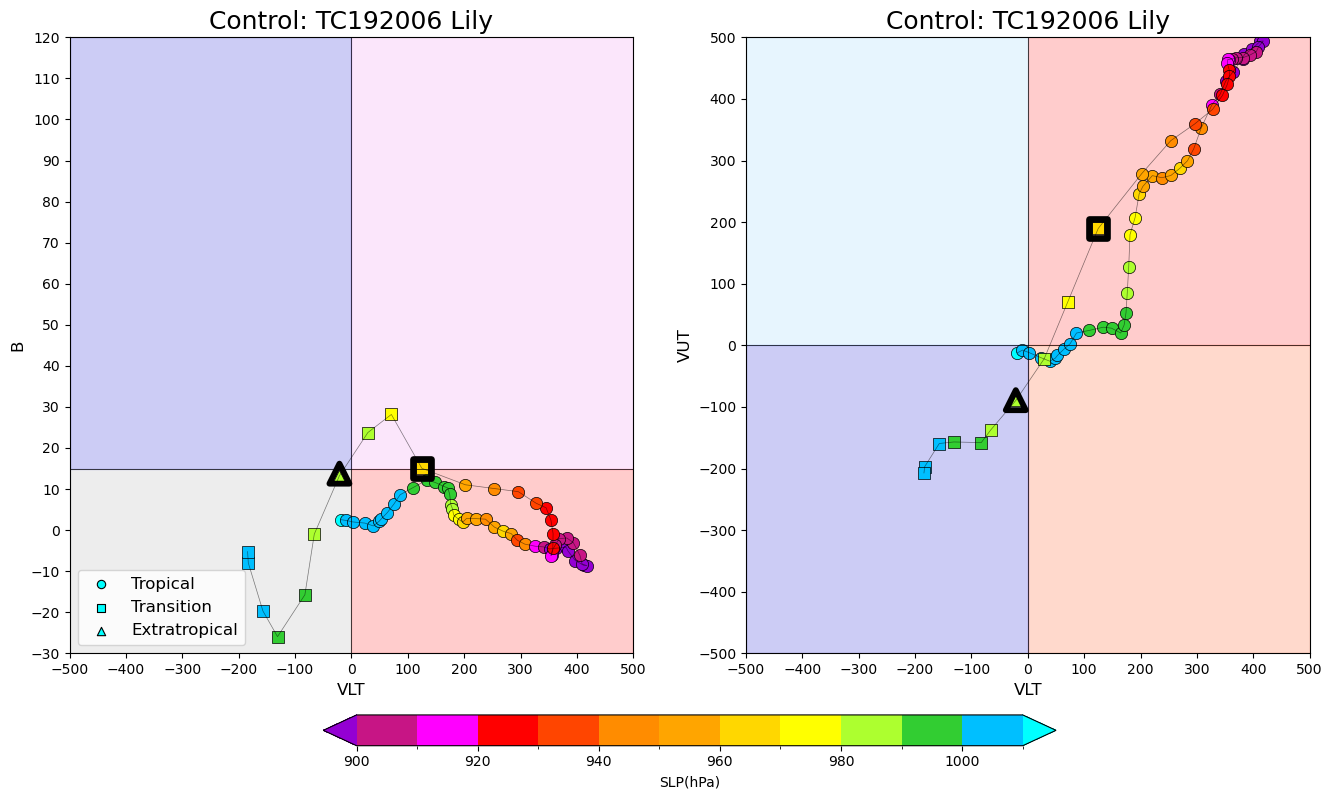 Control: TC192006 Lily
Control: TC192006 Lily
B
120
110
100
90
80
70
60
50
40
30
20
10
0
−10
−20
−30
Tropical
Transition
Extratropical
−500 −400 −300 −200 −100 0 100 200 300 400 500
VLT
VUT
500
400
300
200
100
0
−100
−200
−300
−400
−500
−500 −400 −300 −200 −100 0 100 200 300 400 500
VLT
900 920 940 960 980 1000
SLP(hPa)